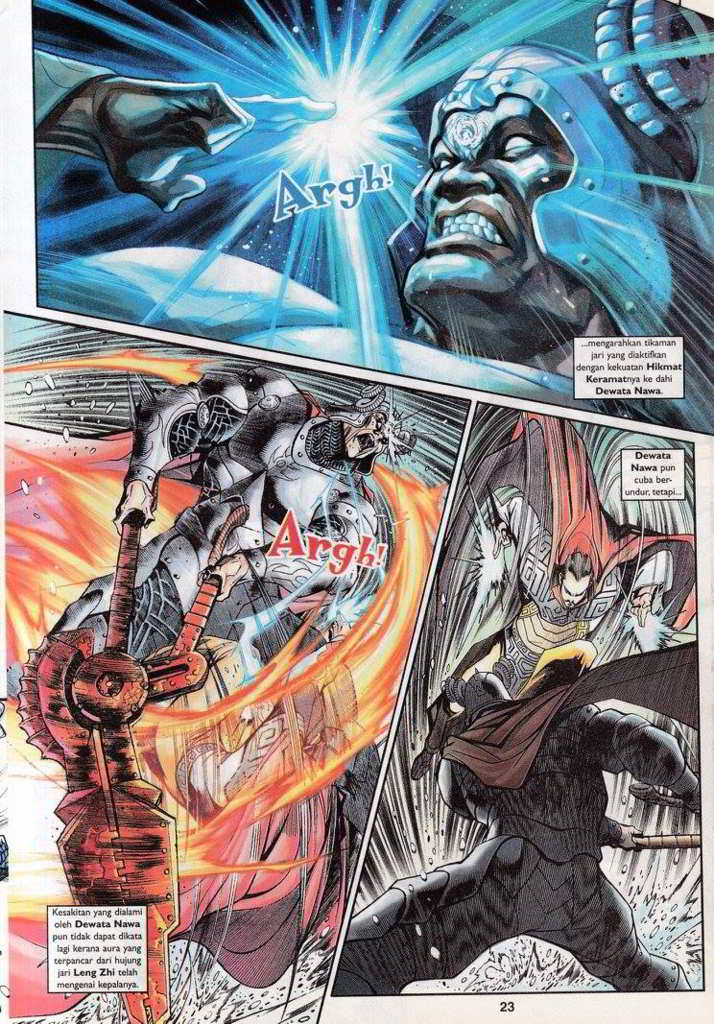 Argh!
...mengarahkan tikaman
jari yang diaktifkan
dengan kekuatan Hikmat
Keramatnya ke dahi
Dewata Nawa.
Argh!
Kesakitan yang dialami
oleh Dewata Nawa
pun tidak dapat dikata
lagi kerana aura yang
terpancar dari hujung
jari Leng Zhi telah
mengenai kepalanya.
Dewata
Nawa pun
cuba ber-
undur, tetapi...
23